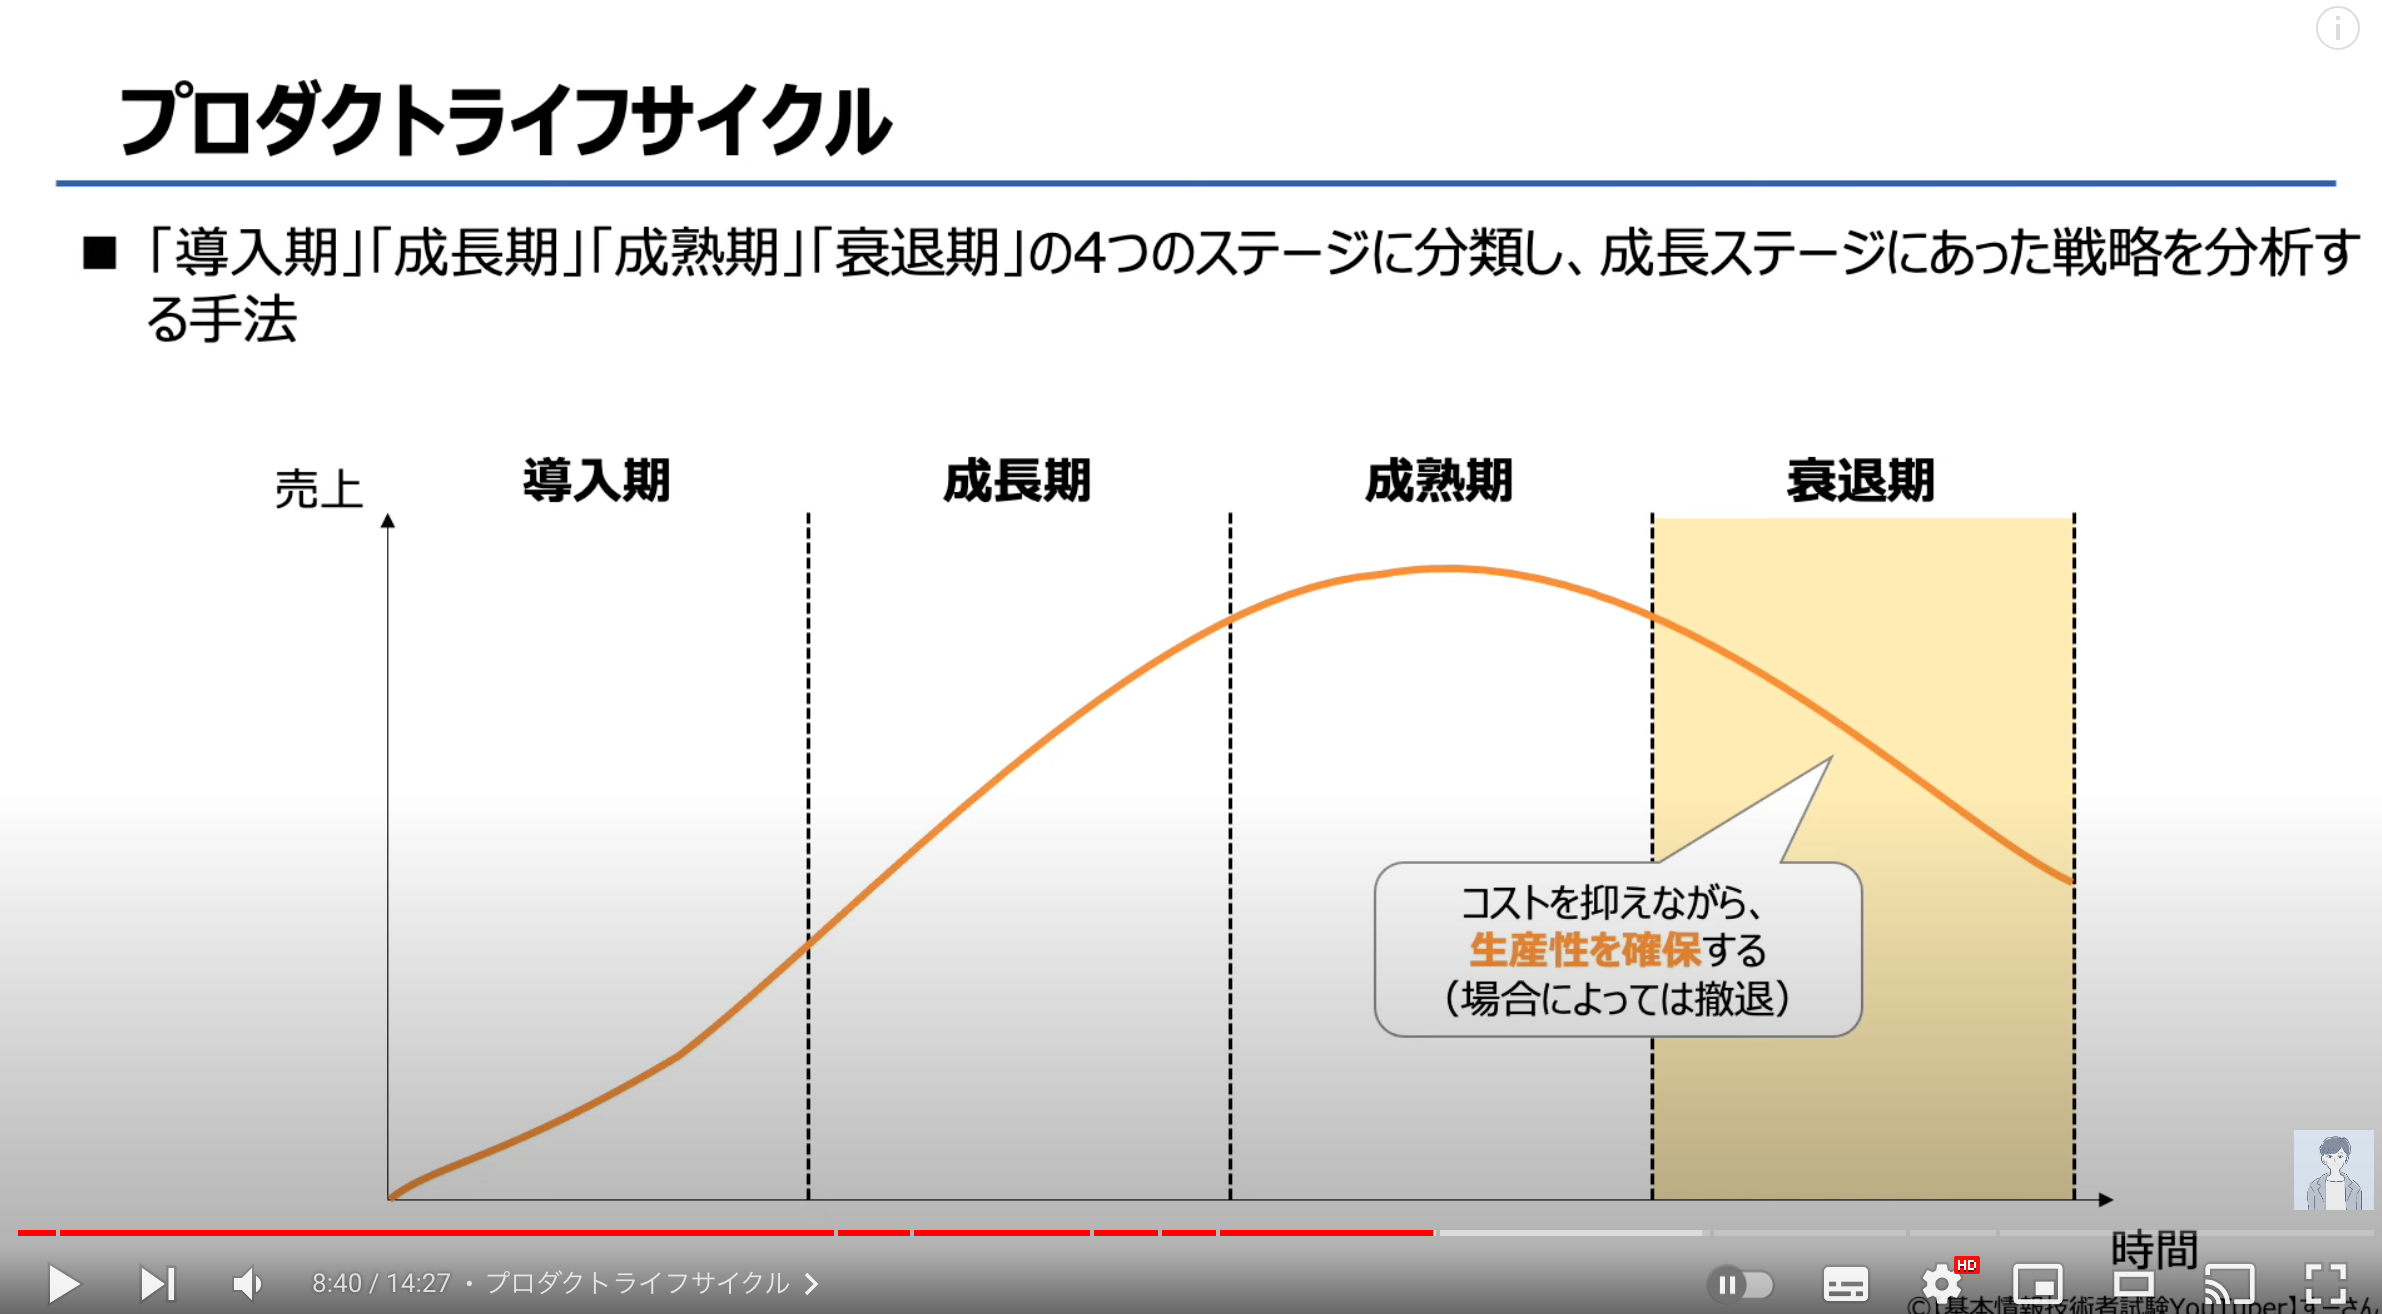 プロダクトライフサイクル
■ 「導入期」「成長期」「成熟期」「衰退期」の4つのステージに分類し、成長ステージにあった戦略を分析す
る手法
売上
導入期
成長期
成熟期
衰退期
コストを抑えながら、
生産性を確保する
（場合によっては撤退）
時間
8:40 / 14:27 ・ プロダクトライフサイクル
HD
©【基本情報技術者試験YouTuber】すーさん